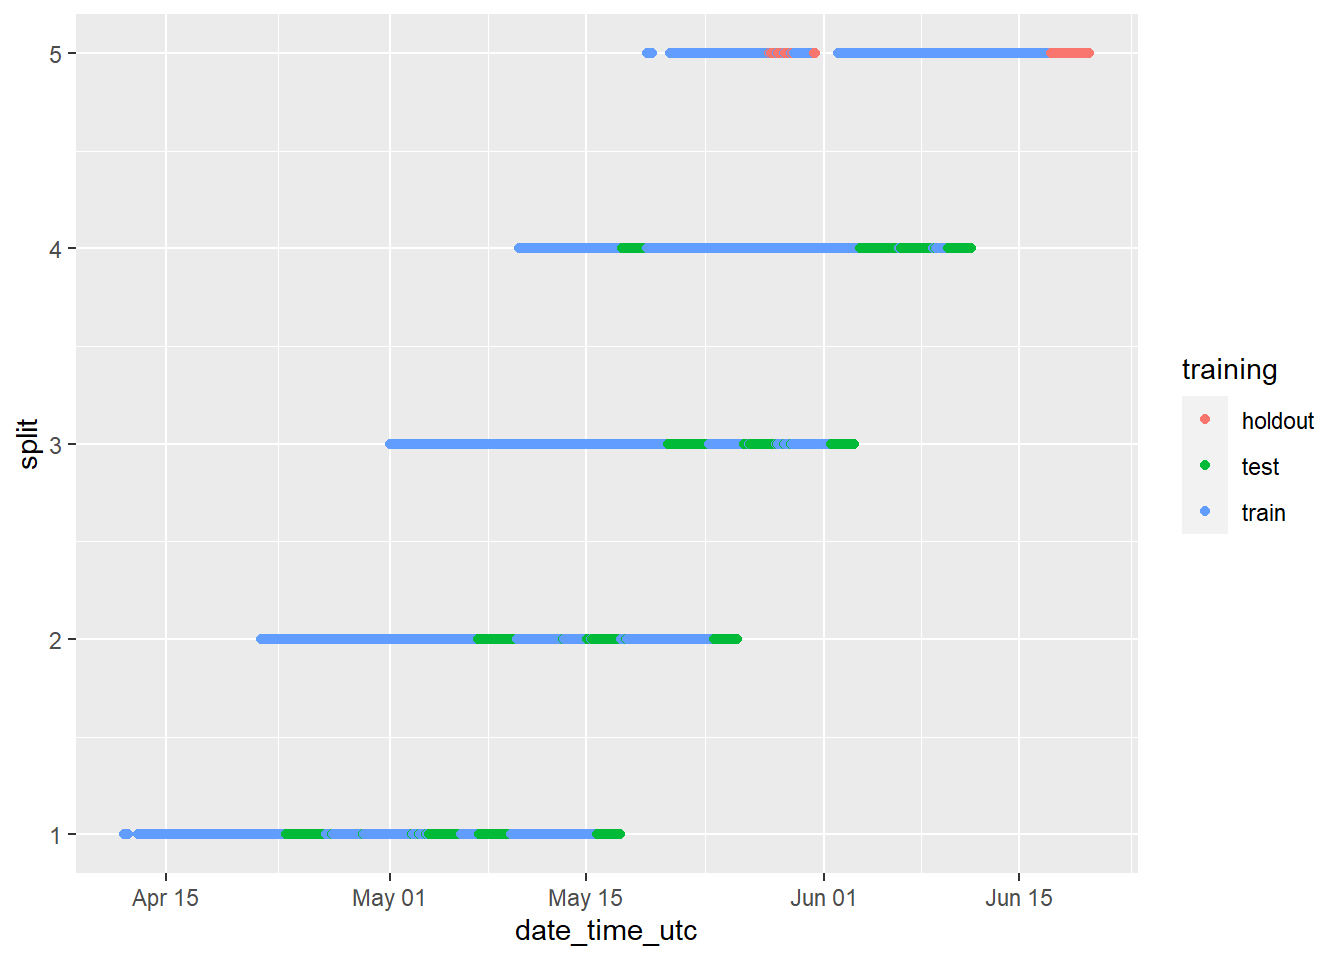 5
4
3
2
1
split
Apr 15
May 01
May 15
Jun 01
Jun 15
date_time_utc
training
holdout
test
train